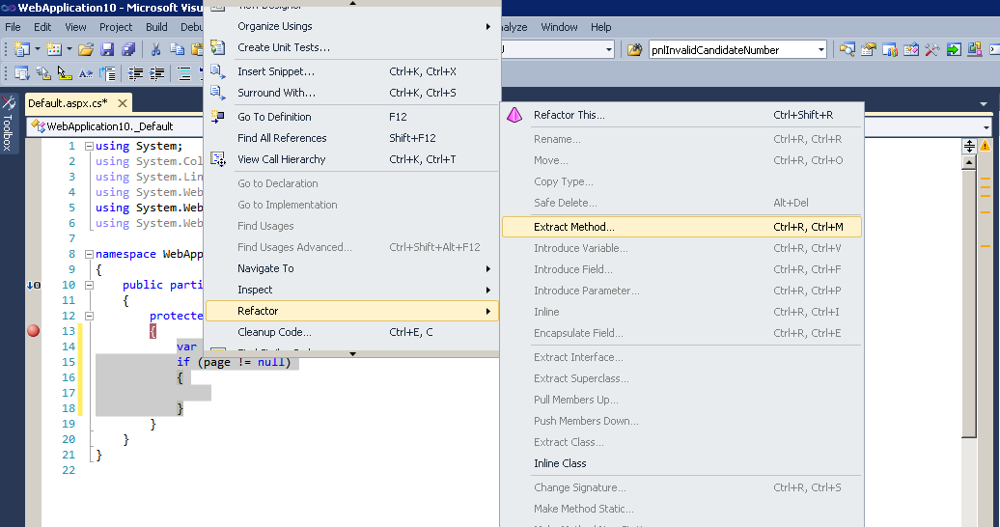 WebApplication10 - Microsoft Visu
File Edit View Project Build Debu
nalyze Window Help
pnlInvalidCandidateNumber
Toolbox
Default.aspx.cs*
WebApplication10._Default
1 using System;
2 using System.Col
3 using System.Lin
4 using System.Web
5 using System.Web
6 using System.Web
7
8 namespace WebApp
9 {
10 public parti
11 {
12 protecte
13 {
14 var
15 if (page != null)
16 {
17
18 }
19 }
20 }
21 }
22
Organize Usings
Create Unit Tests...
Insert Snippet... Ctrl+K, Ctrl+X
Surround With... Ctrl+K, Ctrl+S
Go To Definition F12
Find All References Shift+F12
View Call Hierarchy Ctrl+K, Ctrl+T
Go to Declaration
Go to Implementation
Find Usages
Find Usages Advanced... Ctrl+Shift+Alt+F12
Navigate To
Inspect
Refactor
Cleanup Code... Ctrl+E, C
Refactor This... Ctrl+Shift+R
Rename... Ctrl+R, Ctrl+R
Move... Ctrl+R, Ctrl+O
Copy Type...
Safe Delete... Alt+Del
Extract Method... Ctrl+R, Ctrl+M
Introduce Variable... Ctrl+R, Ctrl+V
Introduce Field... Ctrl+R, Ctrl+F
Introduce Parameter... Ctrl+R, Ctrl+P
Inline Ctrl+R, Ctrl+I
Encapsulate Field... Ctrl+R, Ctrl+E
Extract Interface...
Extract Superclass...
Pull Members Up...
Push Members Down...
Extract Class...
Inline Class
Change Signature... Ctrl+R, Ctrl+S
Make Method Static...